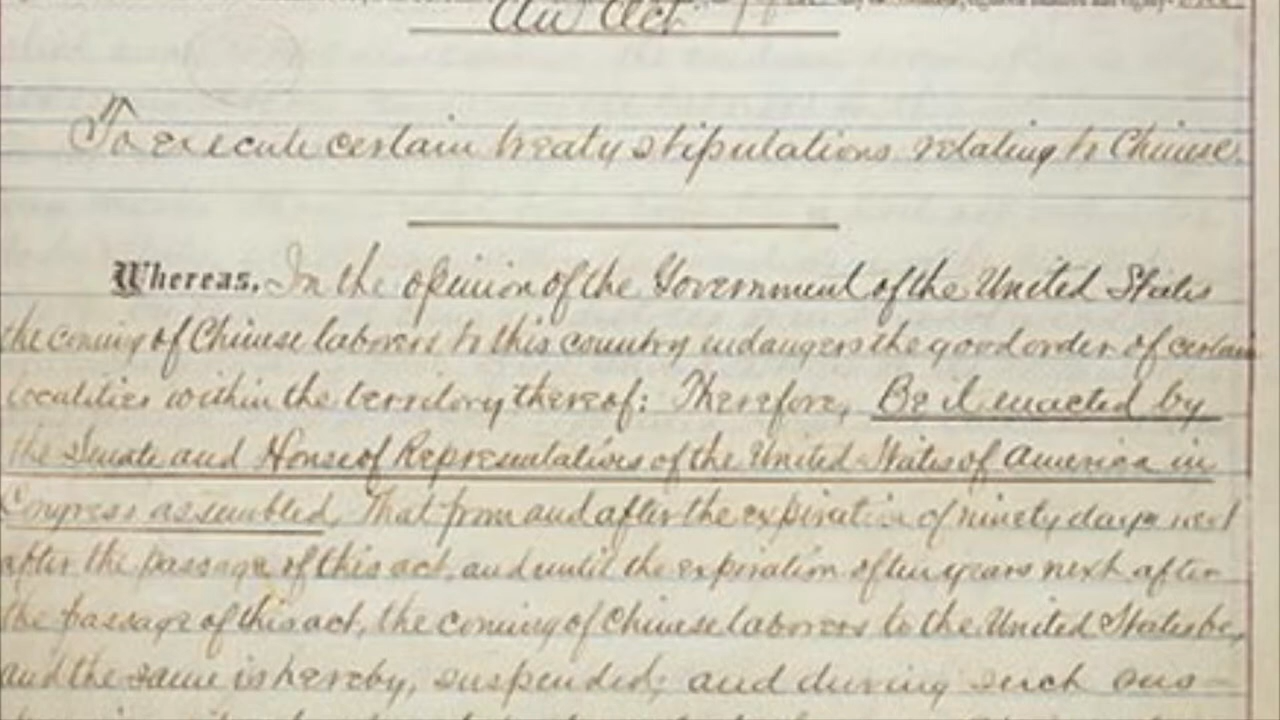 An Act
To execute certain treaty stipulations relating to Chinese.
Whereas, In the opinion of the Government of the United States
the coming of Chinese laborers to this country endangers the good order of certain
localities within the territory thereof: Therefore, Be it enacted by
the Senate and House of Representatives of the United States of America in
Congress assembled, That from and after the expiration of ninety days next
after the passage of this act, and until the expiration of ten years next after
the passage of this act, the coming of Chinese laborers to the United States be,
and the same is hereby, suspended; and during such sus-